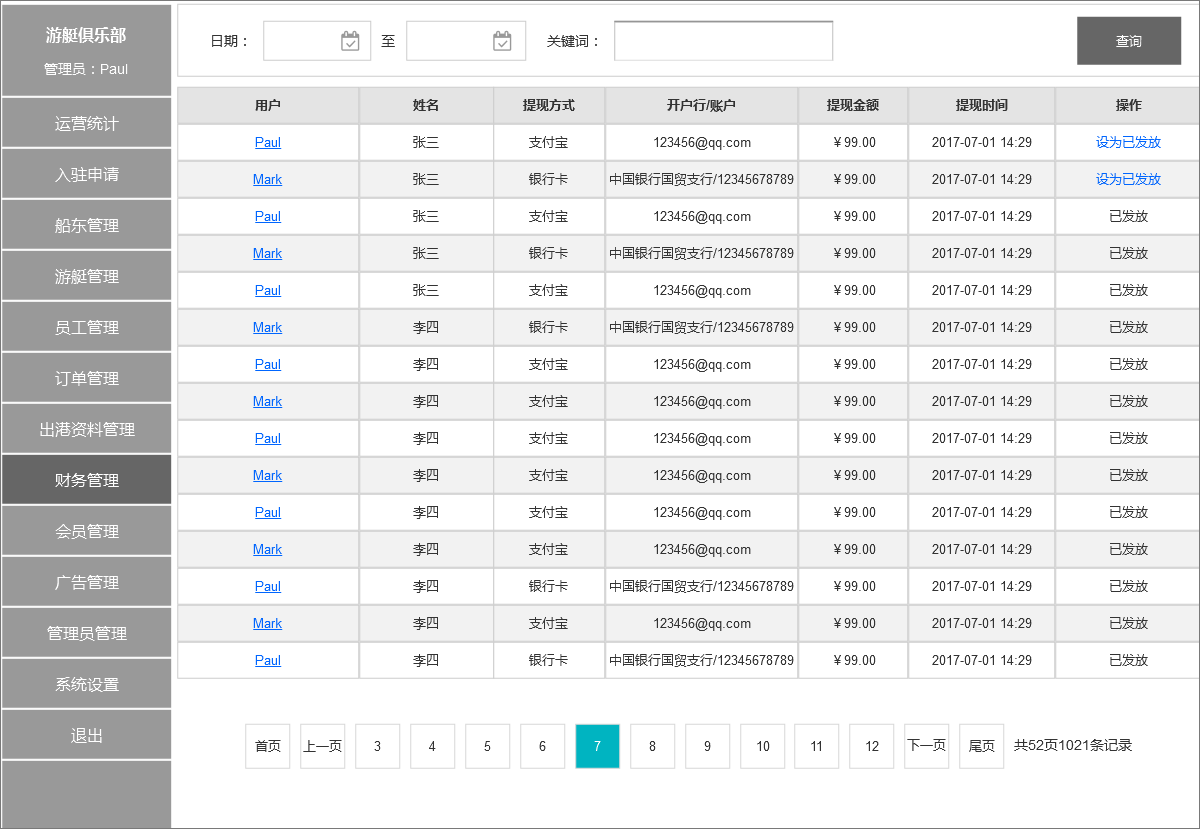 游艇俱乐部
管理员：Paul
运营统计
入驻申请
船东管理
游艇管理
员工管理
订单管理
出港资料管理
财务管理
会员管理
广告管理
管理员管理
系统设置
退出
日期： 至 关键词： 查询
用户 姓名 提现方式 开户行/账户 提现金额 提现时间 操作
Paul 张三 支付宝 123456@qq.com ￥99.00 2017-07-01 14:29 设为已发放
Mark 张三 银行卡 中国银行国贸支行/12345678789 ￥99.00 2017-07-01 14:29 设为已发放
Paul 张三 支付宝 123456@qq.com ￥99.00 2017-07-01 14:29 已发放
Mark 张三 银行卡 中国银行国贸支行/12345678789 ￥99.00 2017-07-01 14:29 已发放
Paul 张三 支付宝 123456@qq.com ￥99.00 2017-07-01 14:29 已发放
Mark 李四 银行卡 中国银行国贸支行/12345678789 ￥99.00 2017-07-01 14:29 已发放
Paul 李四 支付宝 123456@qq.com ￥99.00 2017-07-01 14:29 已发放
Mark 李四 支付宝 123456@qq.com ￥99.00 2017-07-01 14:29 已发放
Paul 李四 支付宝 123456@qq.com ￥99.00 2017-07-01 14:29 已发放
Mark 李四 支付宝 123456@qq.com ￥99.00 2017-07-01 14:29 已发放
Paul 李四 支付宝 123456@qq.com ￥99.00 2017-07-01 14:29 已发放
Mark 李四 支付宝 123456@qq.com ￥99.00 2017-07-01 14:29 已发放
Paul 李四 银行卡 中国银行国贸支行/12345678789 ￥99.00 2017-07-01 14:29 已发放
Mark 李四 支付宝 123456@qq.com ￥99.00 2017-07-01 14:29 已发放
Paul 李四 银行卡 中国银行国贸支行/12345678789 ￥99.00 2017-07-01 14:29 已发放
首页 上一页 3 4 5 6 7 8 9 10 11 12 下一页 尾页 共52页1021条记录